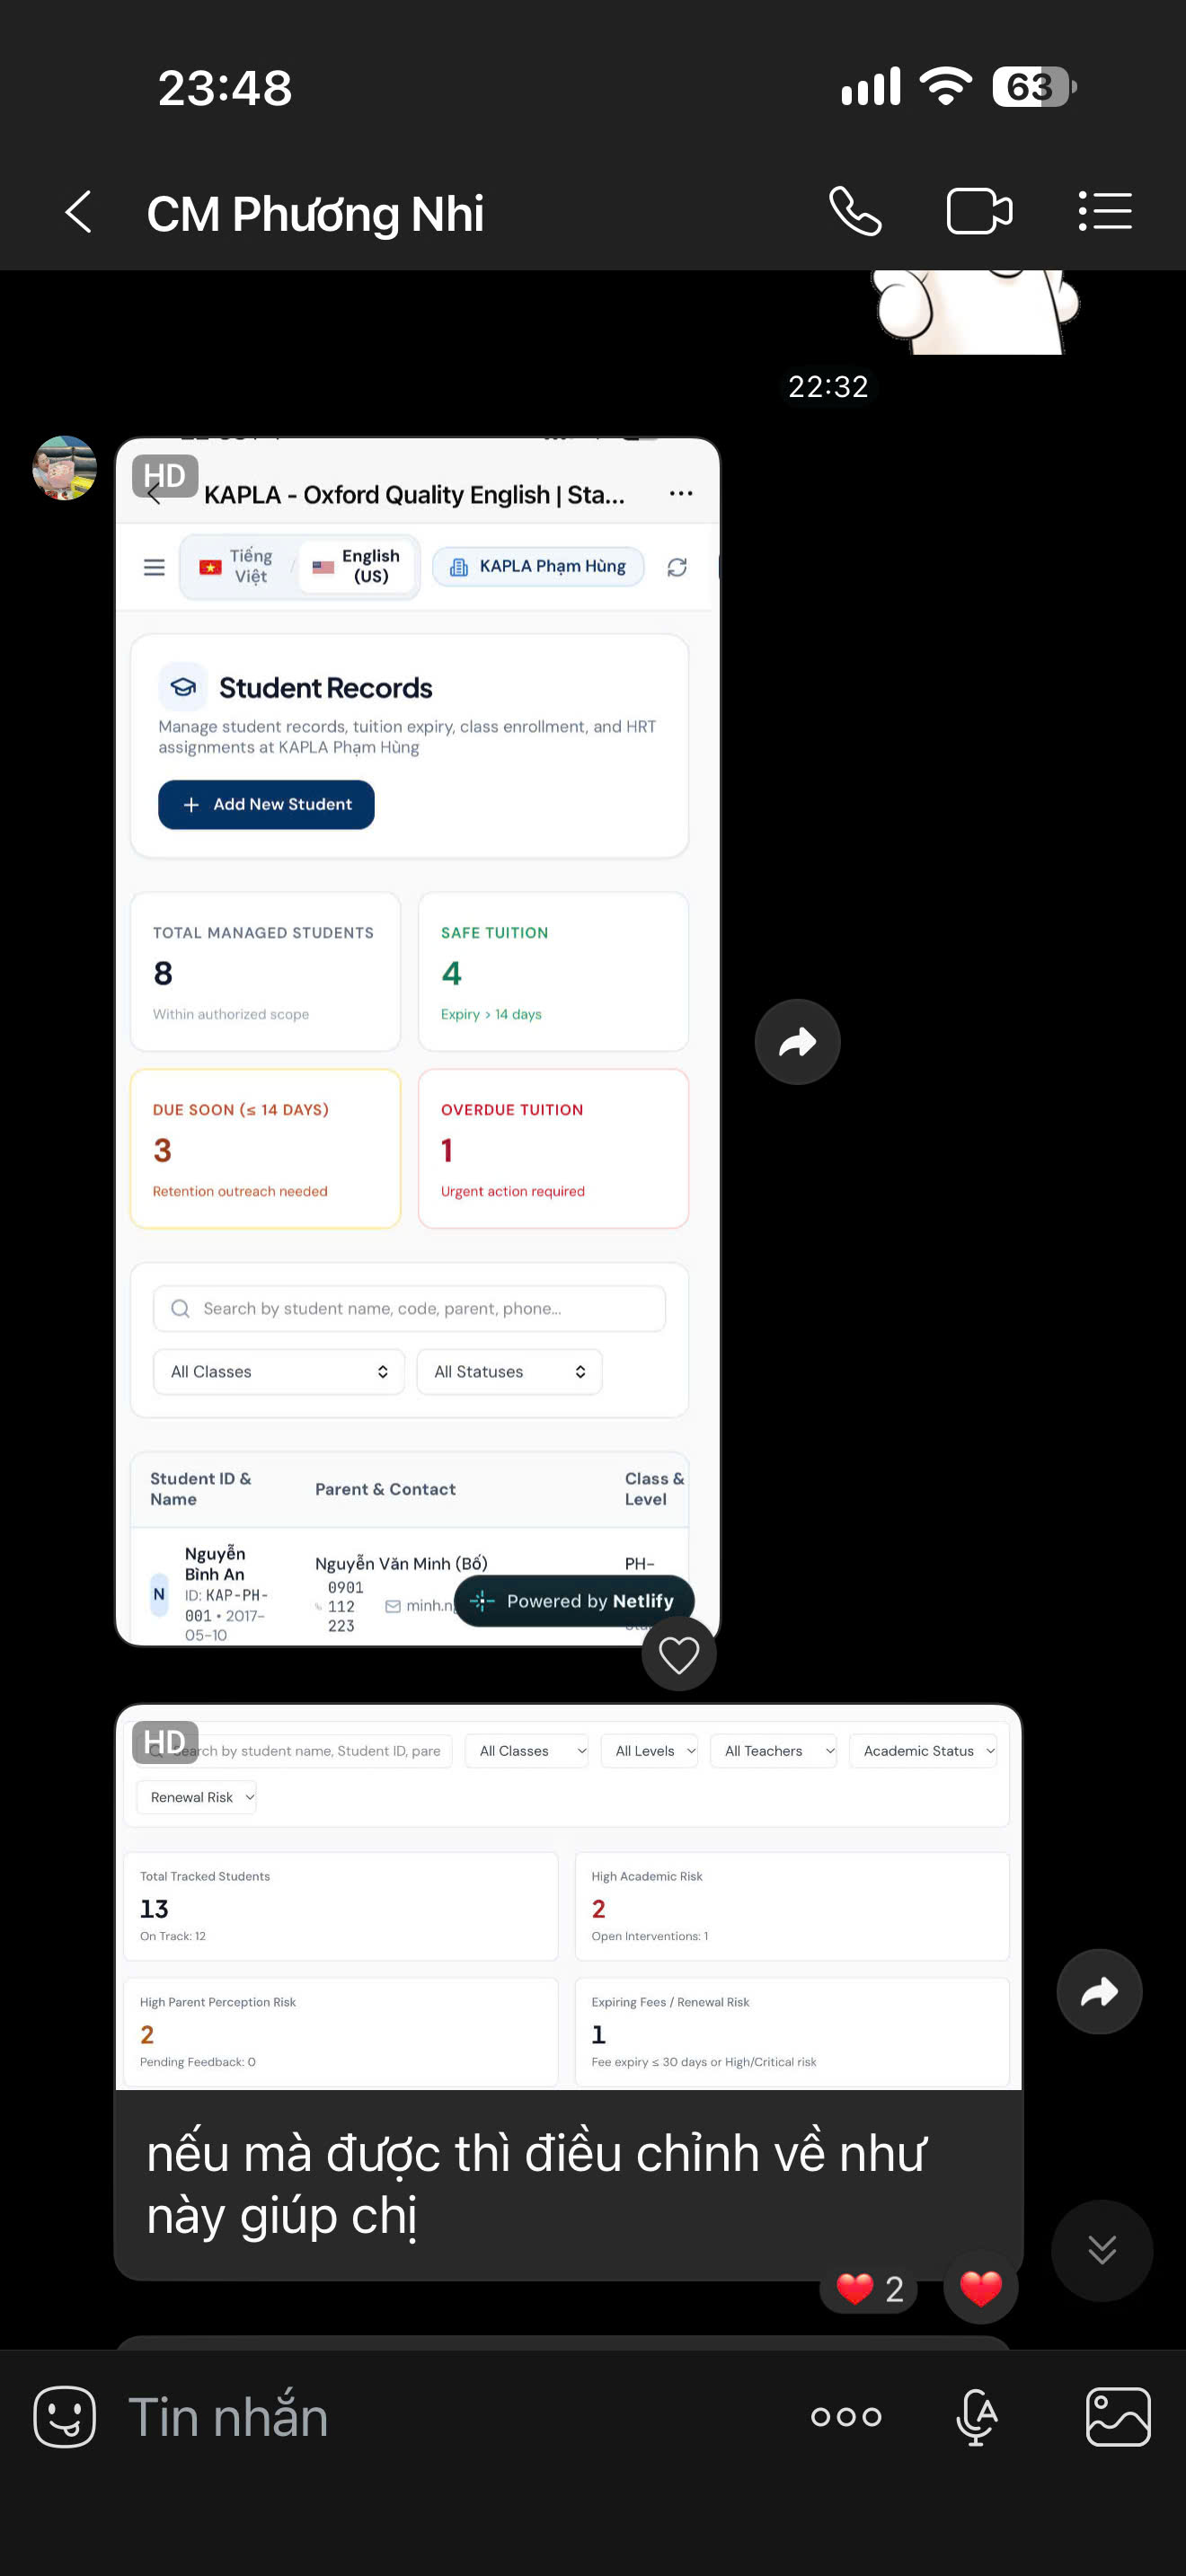 23:48
63
CM Phương Nhi
22:32
HD
KAPLA - Oxford Quality English | Sta...
Tiếng Việt
English (US)
KAPLA Phạm Hùng
Student Records
Manage student records, tuition expiry, class enrollment, and HRT
assignments at KAPLA Phạm Hùng
+ Add New Student
TOTAL MANAGED STUDENTS
8
Within authorized scope
SAFE TUITION
4
Expiry > 14 days
DUE SOON (≤ 14 DAYS)
3
Retention outreach needed
OVERDUE TUITION
1
Urgent action required
Search by student name, code, parent, phone...
All Classes
All Statuses
Student ID &
Name
Parent & Contact
Class &
Level
N
Nguyễn
Bình An
ID: KAP-PH-
001 • 2017-
05-10
Nguyễn Văn Minh (Bố)
0901
112
223
minh.n
PH-
Powered by Netlify
HD
Search by student name, Student ID, pare
All Classes
All Levels
All Teachers
Academic Status
Renewal Risk
Total Tracked Students
13
On Track: 12
High Academic Risk
2
Open Interventions: 1
High Parent Perception Risk
2
Pending Feedback: 0
Expiring Fees / Renewal Risk
1
Fee expiry ≤ 30 days or High/Critical risk
nếu mà được thì điều chỉnh về như
này giúp chị
2
Tin nhắn